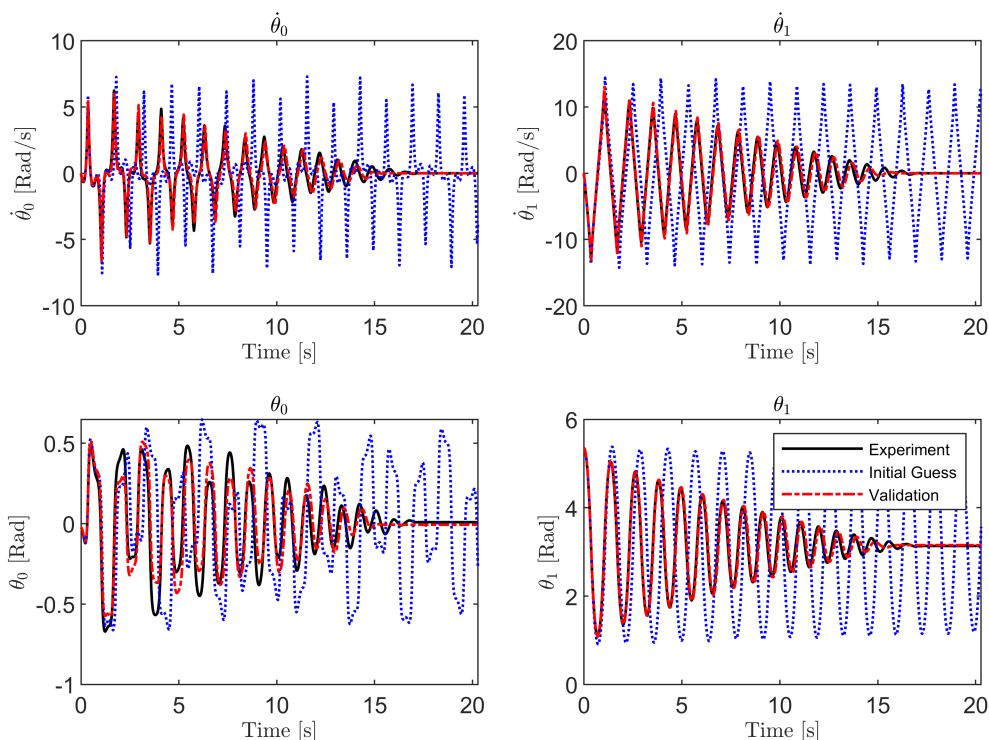 θ̇₀
10
5
0
-5
-10
θ̇₀ [Rad/s]
0 5 10 15 20
Time [s]
θ̇₁
20
10
0
-10
-20
θ̇₁ [Rad/s]
0 5 10 15 20
Time [s]
θ₀
0.5
0
-0.5
-1
θ₀ [Rad]
0 5 10 15 20
Time [s]
θ₁
6
4
2
0
θ₁ [Rad]
Experiment
Initial Guess
Validation
0 5 10 15 20
Time [s]